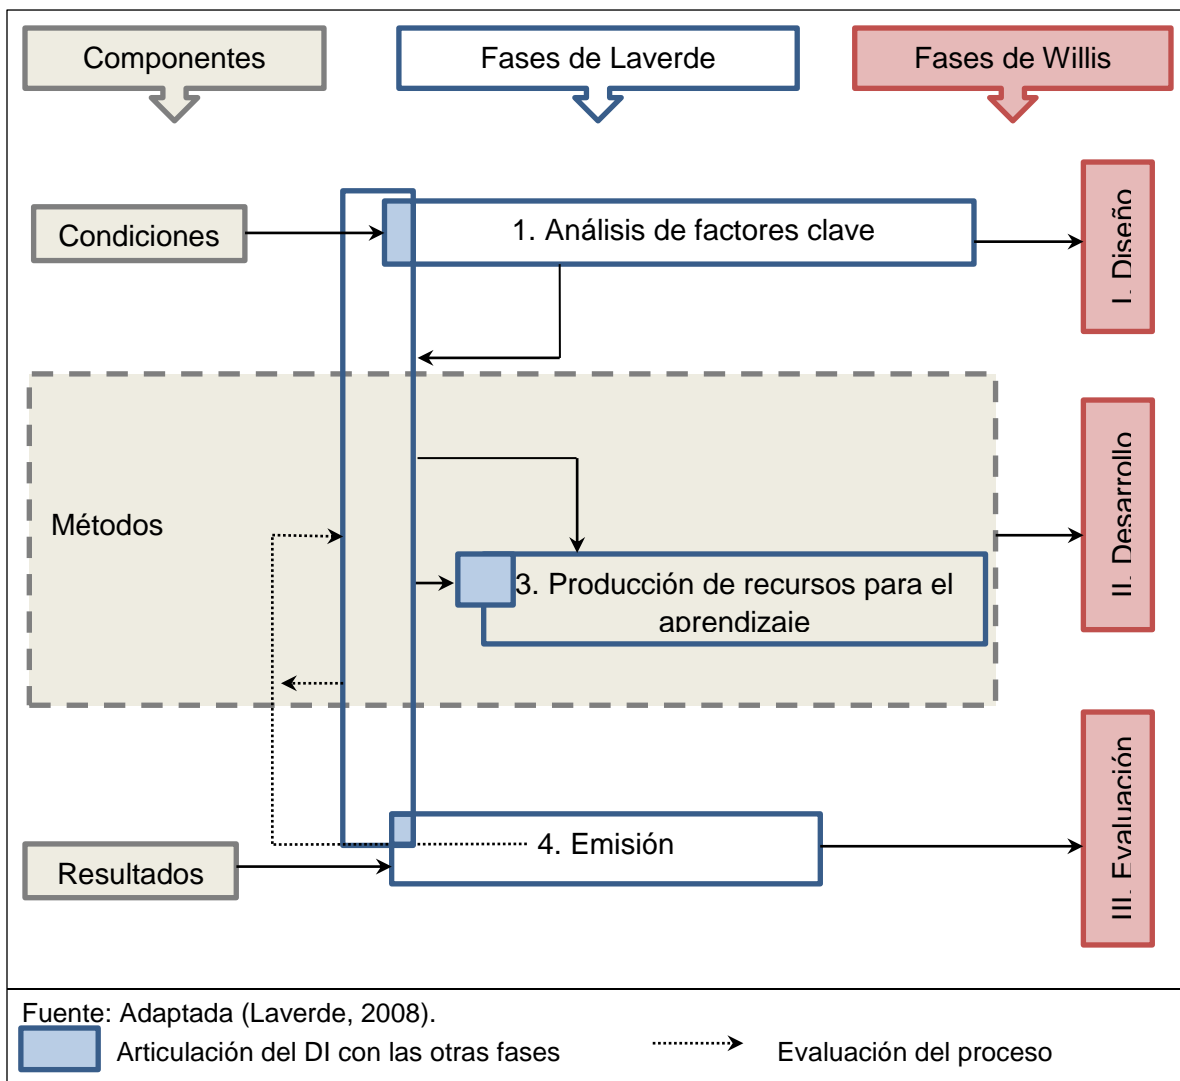 Componentes
Fases de Laverde
Fases de Willis
Condiciones
1. Análisis de factores clave
I. Diseño
Métodos
3. Producción de recursos para el
aprendizaje
II. Desarrollo
Resultados
4. Emisión
III. Evaluación
Fuente: Adaptada (Laverde, 2008).
Articulación del DI con las otras fases
Evaluación del proceso